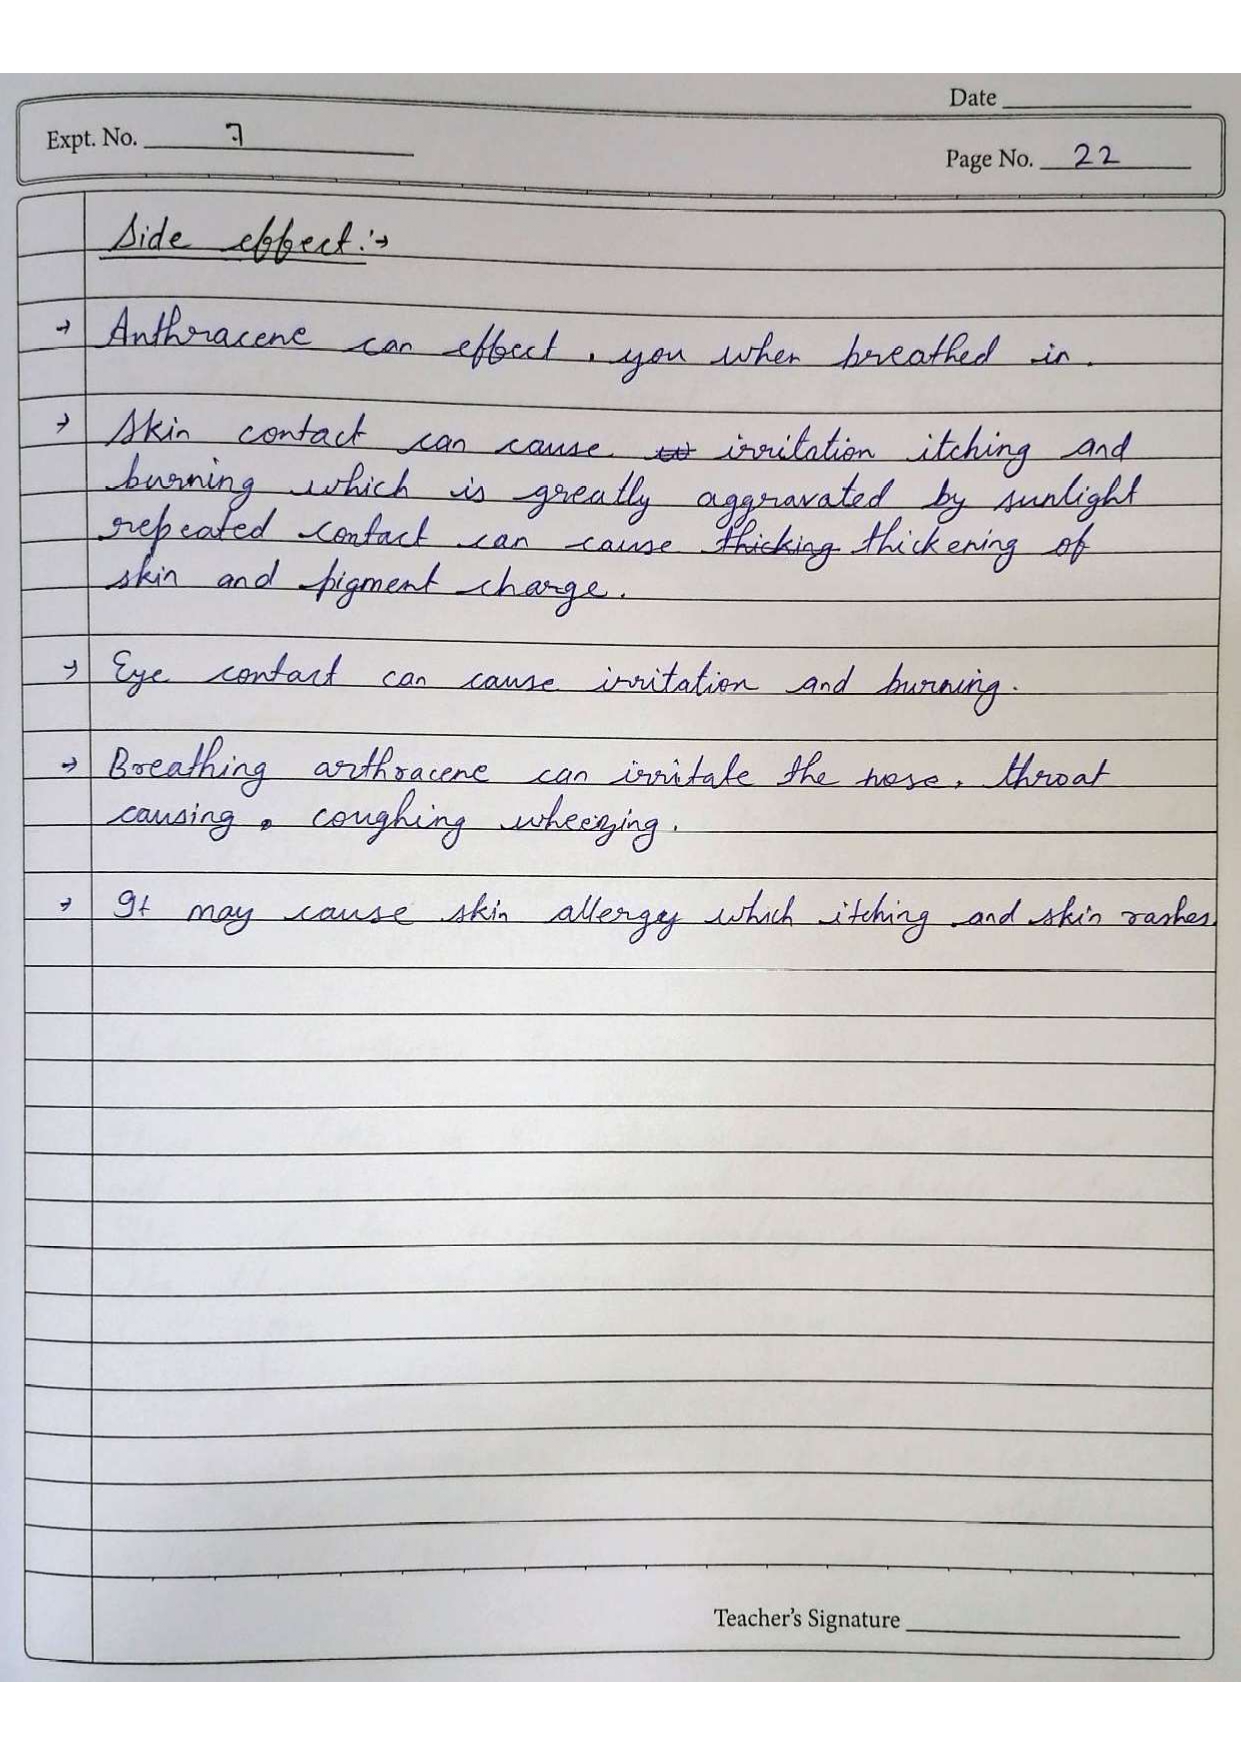 Date
Expt. No. 7
Page No. 22
Side effect :→
→ Anthracene can effect, you when breathed in.
→ Skin contact can cause irritation itching and
burning which is greatly aggravated by sunlight
repeated contact can cause thicking thickening of
skin and pigment charge.
→ Eye contact can cause irritation and burning.
→ Breathing arthracene can irritate the nose, throat
causing, coughing wheezing.
→ It may cause skin allergy which itching and skin rashes.
Teacher's Signature